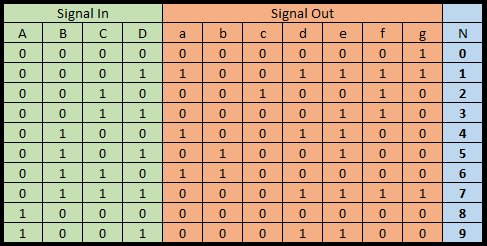 Signal In Signal Out
A B C D a b c d e f g N
0 0 0 0 0 0 0 0 0 0 1 0
0 0 0 1 1 0 0 1 1 1 1 1
0 0 1 0 0 0 1 0 0 1 0 2
0 0 1 1 0 0 0 0 1 1 0 3
0 1 0 0 1 0 0 1 1 0 0 4
0 1 0 1 0 1 0 0 1 0 0 5
0 1 1 0 1 1 0 0 0 0 0 6
0 1 1 1 0 0 0 1 1 1 1 7
1 0 0 0 0 0 0 0 0 0 0 8
1 0 0 1 0 0 0 1 1 0 0 9